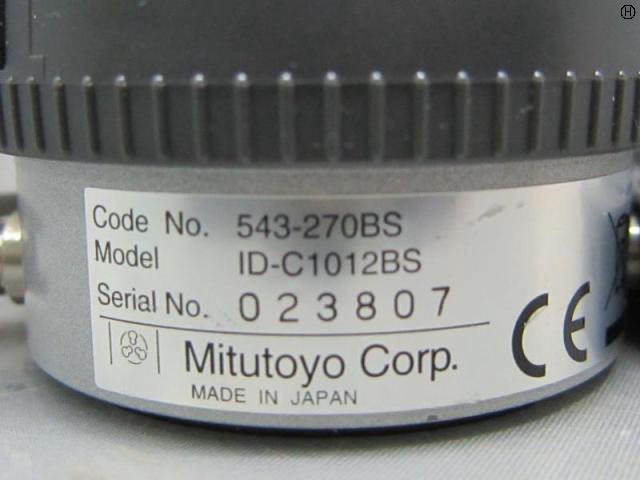 Code No. 543-270BS
Model ID-C1012BS
Serial No. 023807
Mitutoyo Corp.
MADE IN JAPAN
CE
H